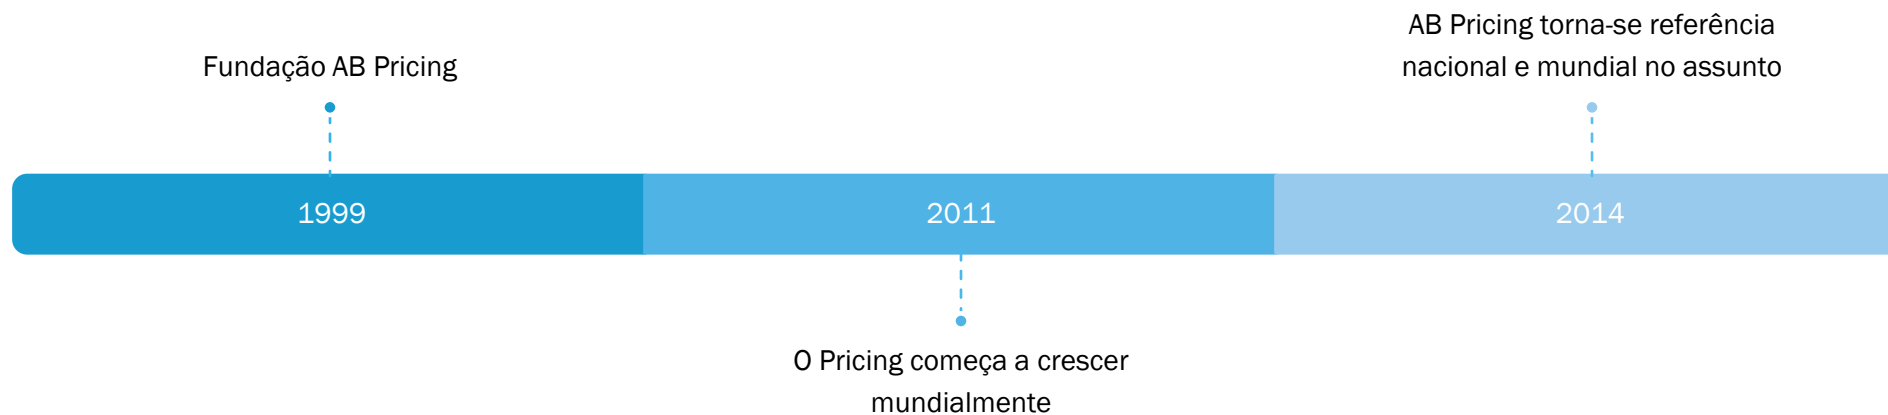 Fundação AB Pricing
AB Pricing torna-se referência
nacional e mundial no assunto
1999
2011
2014
O Pricing começa a crescer
mundialmente